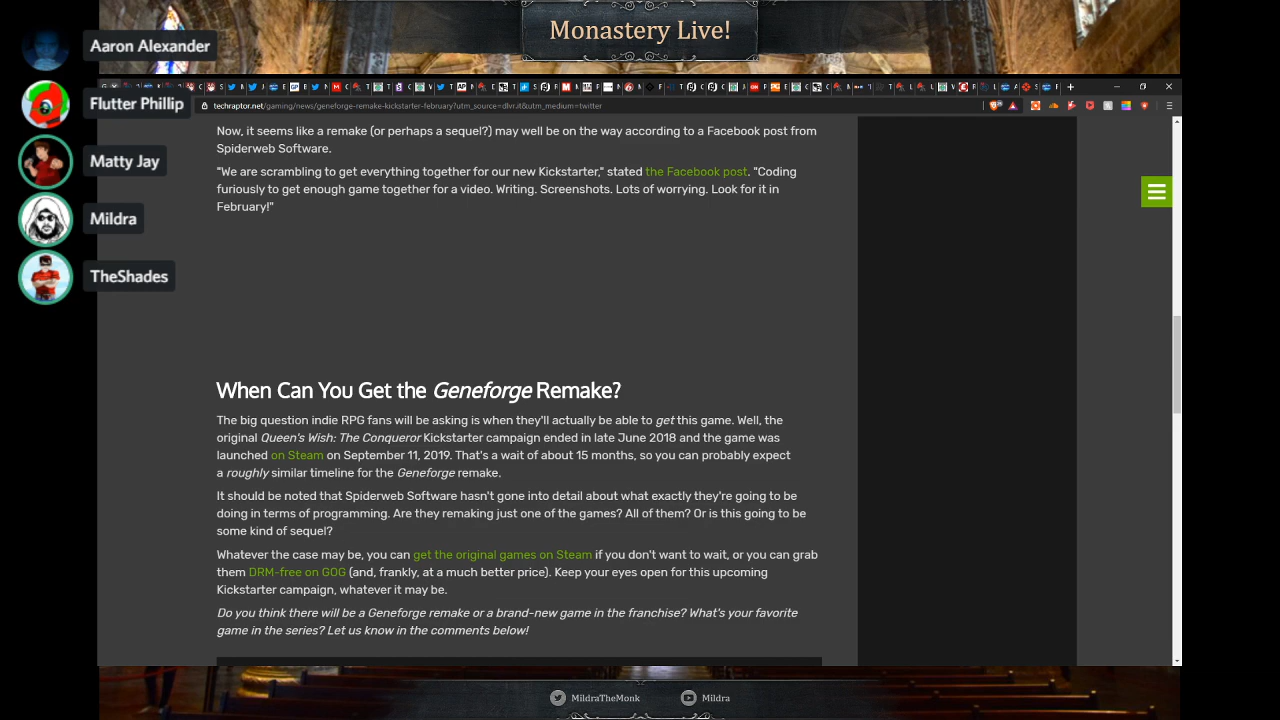 Monastery Live!
Aaron Alexander
Flutter Phillip
Matty Jay
Mildra
TheShades
techraptor.net/gaming/news/geneforge-remake-kickstarter-february?utm_source=dlvr.it&utm_medium=twitter
Now, it seems like a remake (or perhaps a sequel?) may well be on the way according to a Facebook post from
Spiderweb Software.
"We are scrambling to get everything together for our new Kickstarter," stated the Facebook post. "Coding
furiously to get enough game together for a video. Writing. Screenshots. Lots of worrying. Look for it in
February!"
When Can You Get the Geneforge Remake?
The big question indie RPG fans will be asking is when they'll actually be able to get this game. Well, the
original Queen's Wish: The Conqueror Kickstarter campaign ended in late June 2018 and the game was
launched on Steam on September 11, 2019. That's a wait of about 15 months, so you can probably expect
a roughly similar timeline for the Geneforge remake.
It should be noted that Spiderweb Software hasn't gone into detail about what exactly they're going to be
doing in terms of programming. Are they remaking just one of the games? All of them? Or is this going to be
some kind of sequel?
Whatever the case may be, you can get the original games on Steam if you don't want to wait, or you can grab
them DRM-free on GOG (and, frankly, at a much better price). Keep your eyes open for this upcoming
Kickstarter campaign, whatever it may be.
Do you think there will be a Geneforge remake or a brand-new game in the franchise? What's your favorite
game in the series? Let us know in the comments below!
MildraTheMonk
Mildra